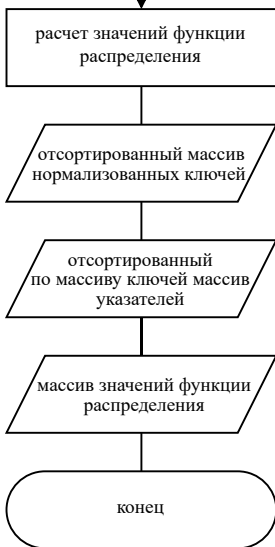 расчет значений функции
распределения
отсортированный массив
нормализованных ключей
отсортированный
по массиву ключей массив
указателей
массив значений функции
распределения
конец